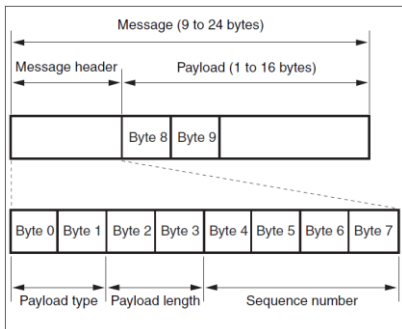 Message (9 to 24 bytes)
Message header Payload (1 to 16 bytes)
Byte 8 Byte 9
Byte 0 Byte 1 Byte 2 Byte 3 Byte 4 Byte 5 Byte 6 Byte 7
Payload type Payload length Sequence number